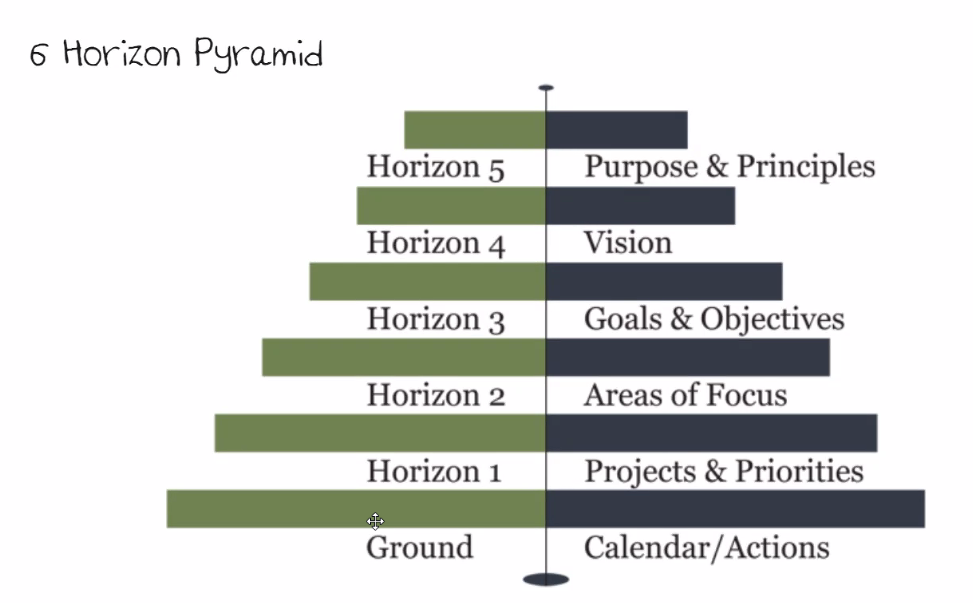 6 Horizon Pyramid
Horizon 5 Purpose & Principles
Horizon 4 Vision
Horizon 3 Goals & Objectives
Horizon 2 Areas of Focus
Horizon 1 Projects & Priorities
Ground Calendar/Actions